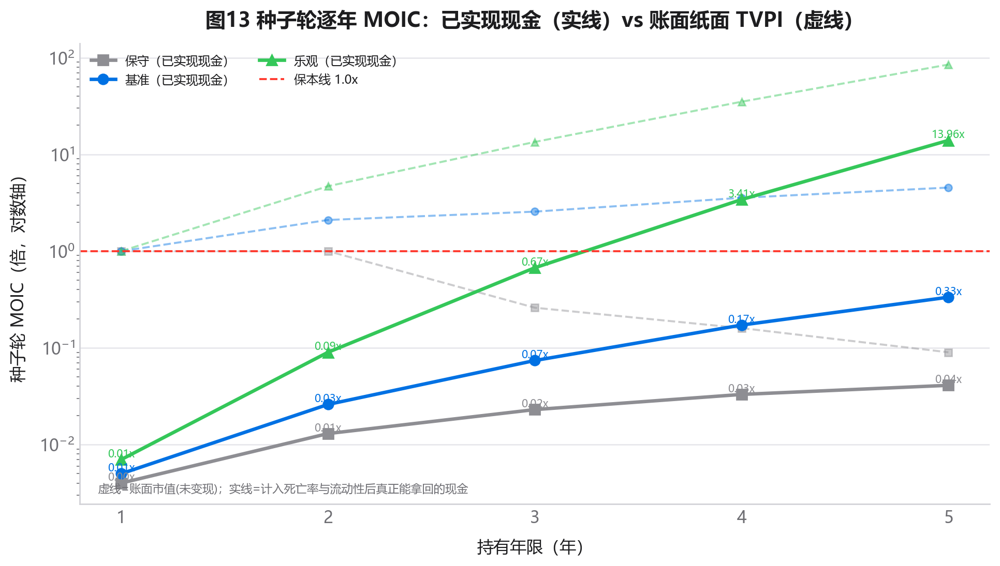 图13 种子轮逐年 MOIC：已实现现金（实线）vs 账面纸面 TVPI（虚线）
保守（已实现现金）
基准（已实现现金）
乐观（已实现现金）
保本线 1.0x
种子轮 MOIC（倍，对数轴）
10²
10¹
10⁰
10⁻¹
10⁻²
13.96x
3.41x
0.67x
0.09x
0.01x
0.33x
0.17x
0.07x
0.03x
0.01x
0.04x
0.03x
0.02x
0.01x
0.00x
虚线=账面市值(未变现)；实线=计入死亡率与流动性后真正能拿回的现金
1
2
3
4
5
持有年限（年）